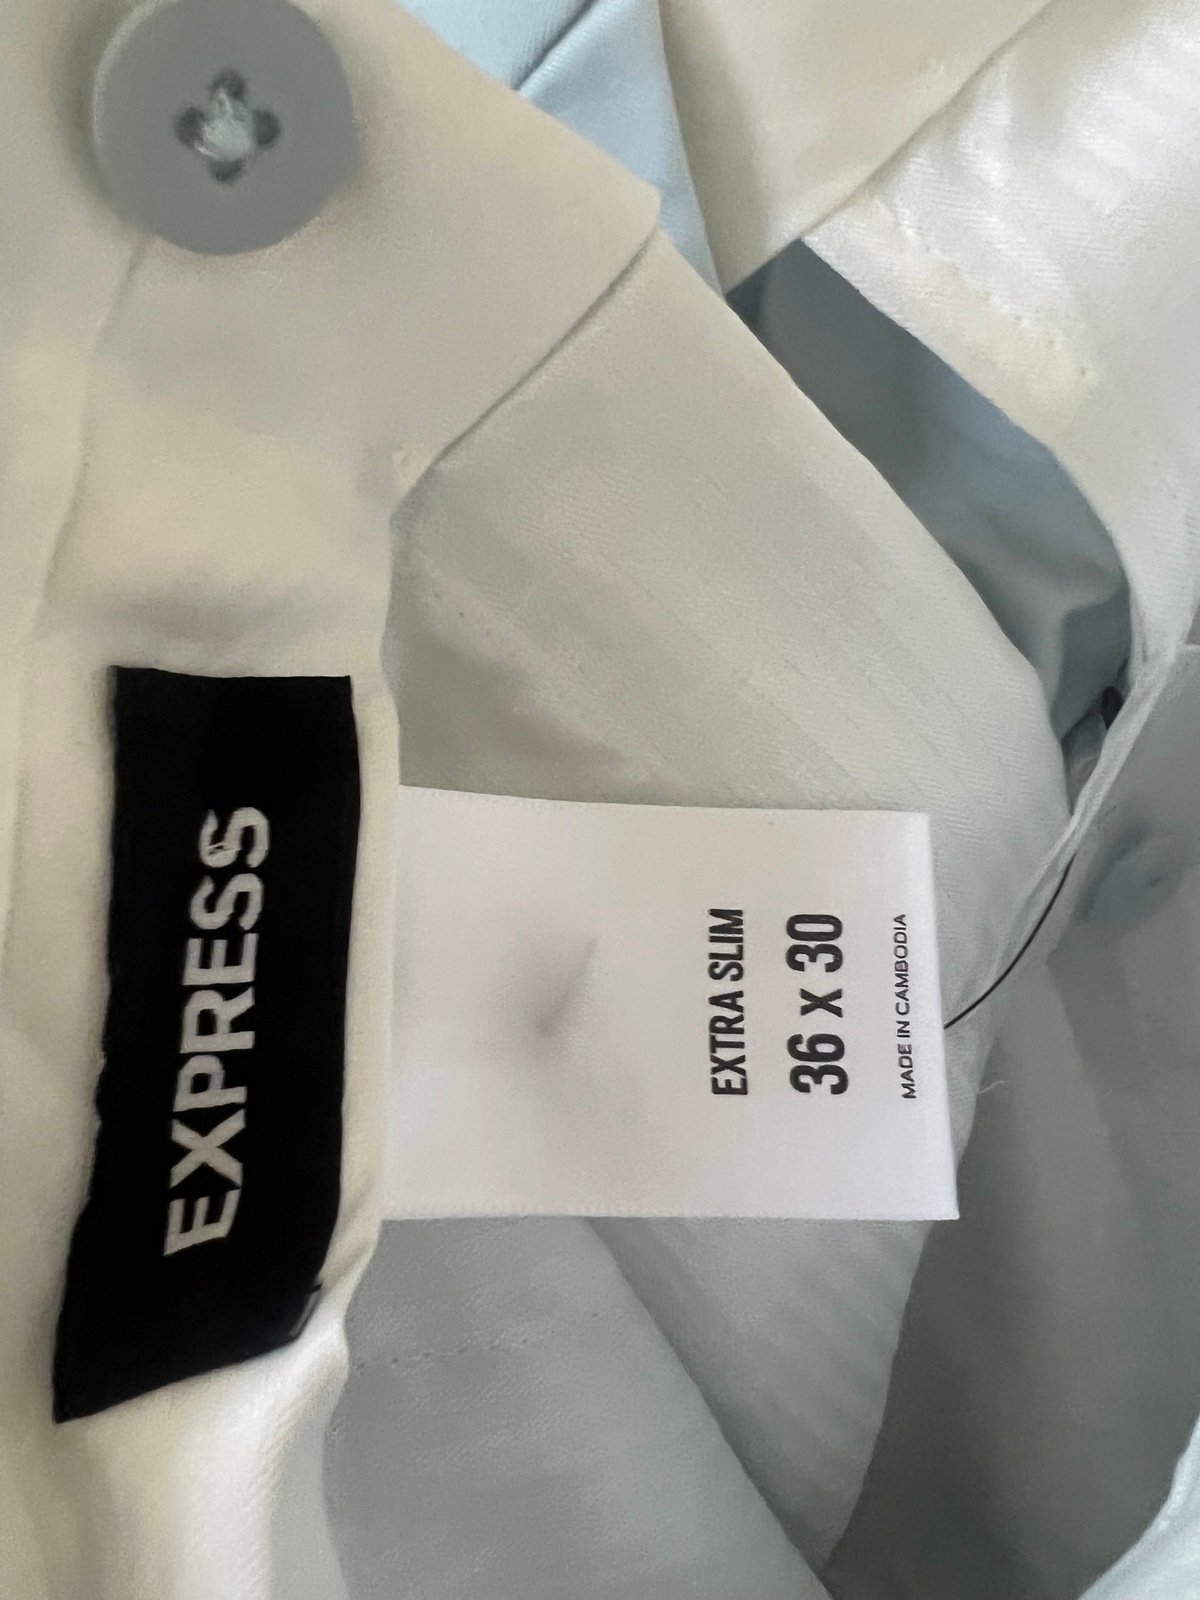 EXPRESS
EXTRA SLIM
36 x 30
MADE IN CAMBODIA